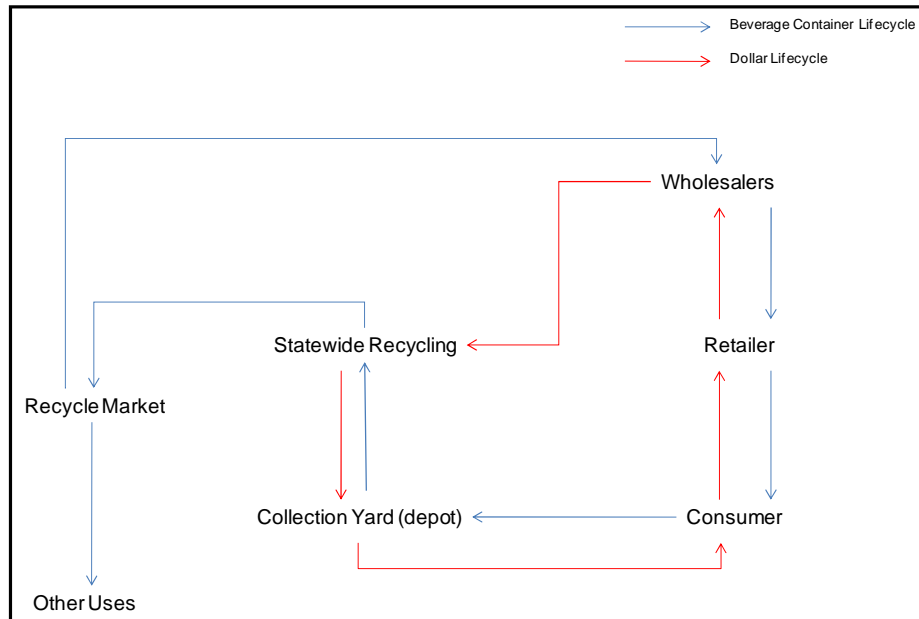 Beverage Container Lifecycle
Dollar Lifecycle
Wholesalers
Statewide Recycling
Retailer
Recycle Market
Collection Yard (depot)
Consumer
Other Uses